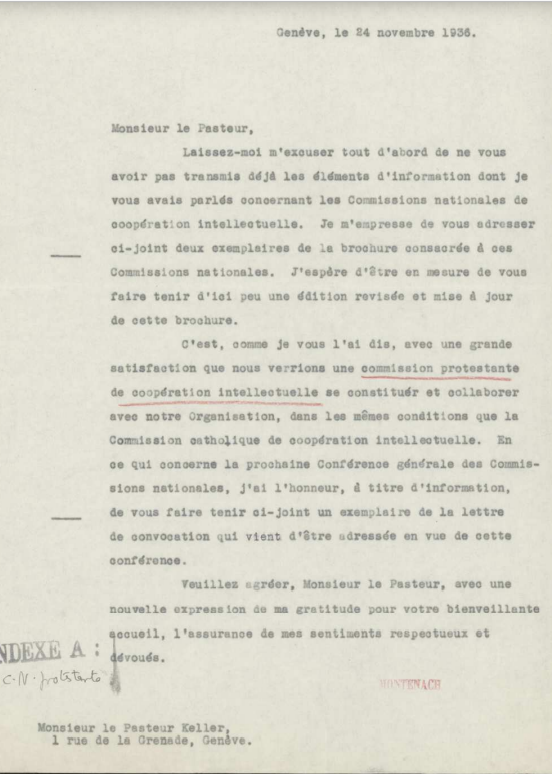 Genève, le 24 novembre 1936.
Monsieur le Pasteur,
Laissez-moi m'excuser tout d'abord de ne vous
avoir pas transmis déjà les éléments d'information dont je
vous avais parlés concernant les Commissions nationales de
coopération intellectuelle. Je m'empresse de vous adresser
ci-joint deux exemplaires de la brochure consacrée à ces
Commissions nationales. J'espère d'être en mesure de vous
faire tenir d'ici peu une édition revisée et mise à jour
de cette brochure.
C'est, comme je vous l'ai dis, avec une grande
satisfaction que nous verrions une commission protestante
de coopération intellectuelle se constituér et collaborer
avec notre Organisation, dans les mêmes conditions que la
Commission catholique de coopération intellectuelle. En
ce qui concerne la prochaine Conférence générale des Commis-
sions nationales, j'ai l'honneur, à titre d'information,
de vous faire tenir ci-joint un exemplaire de la lettre
de convocation qui vient d'être adressée en vue de cette
conférence.
Veuillez agréer, Monsieur le Pasteur, avec une
nouvelle expression de ma gratitude pour votre bienveillante
accueil, l'assurance de mes sentiments respectueux et
dévoués.
NDEXE A :
C.N. protestante
MONTENACH
Monsieur le Pasteur Keller,
1 rue de la Grenade, Genève.